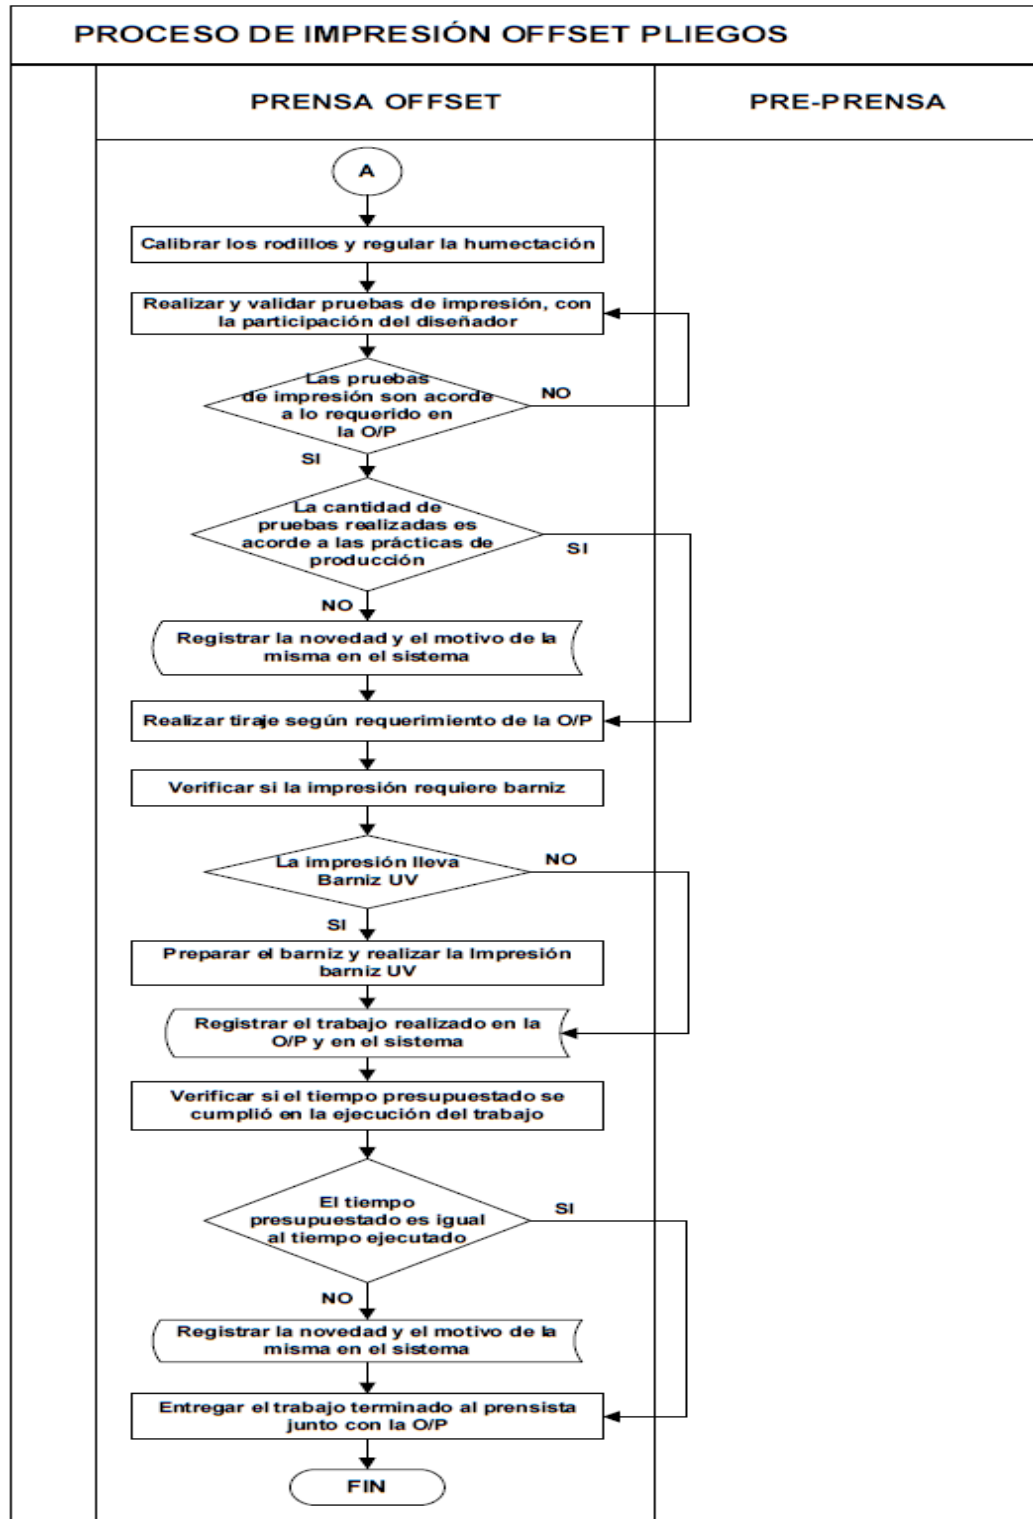 PROCESO DE IMPRESIÓN OFFSET PLIEGOS
PRENSA OFFSET
PRE-PRENSA
A
Calibrar los rodillos y regular la humectación
Realizar y validar pruebas de impresión, con
la participación del diseñador
Las pruebas
de impresión son acorde
a lo requerido en
la O/P
NO
SI
La cantidad de
pruebas realizadas es
acorde a las prácticas de
producción
SI
NO
Registrar la novedad y el motivo de la
misma en el sistema
Realizar tiraje según requerimiento de la O/P
Verificar si la impresión requiere barniz
La impresión lleva
Barniz UV
NO
SI
Preparar el barniz y realizar la Impresión
barniz UV
Registrar el trabajo realizado en la
O/P y en el sistema
Verificar si el tiempo presupuestado se
cumplió en la ejecución del trabajo
El tiempo
presupuestado es igual
al tiempo ejecutado
SI
NO
Registrar la novedad y el motivo de la
misma en el sistema
Entregar el trabajo terminado al prensista
junto con la O/P
FIN